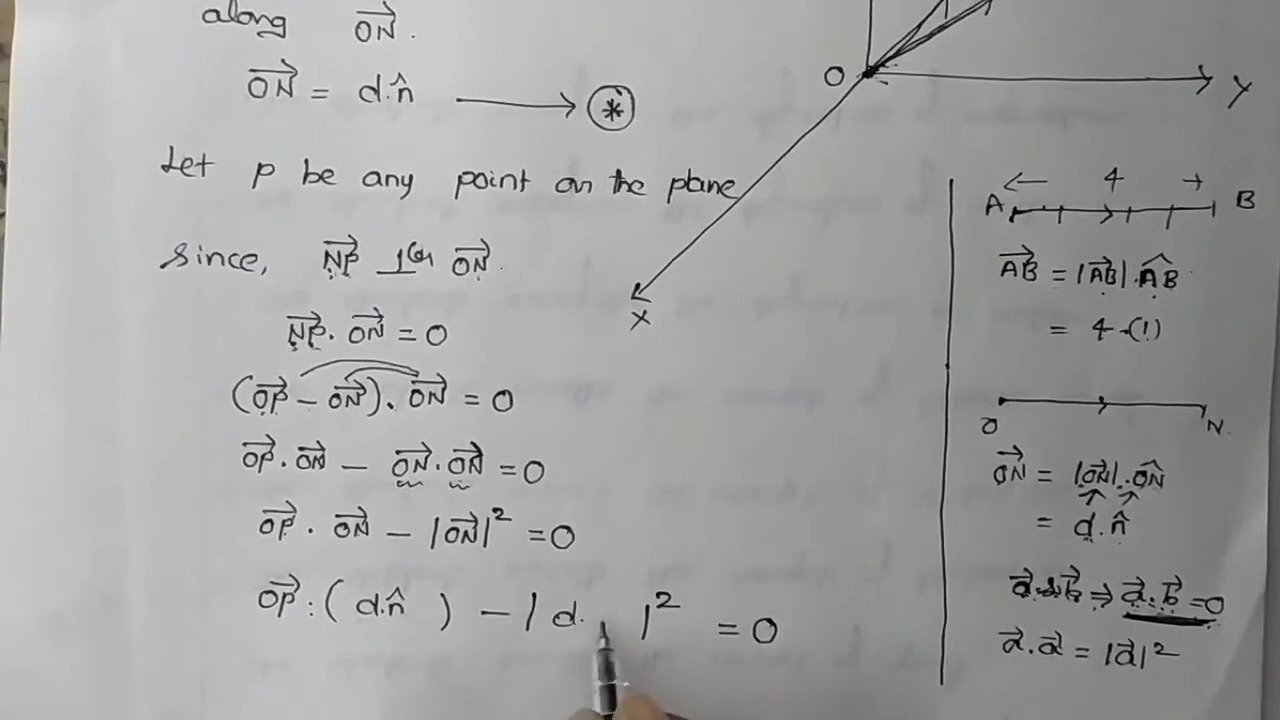 along ON⃗.
ON⃗ = d.n̂ ⟶ ⊛
Let p be any point on the plane
Since, NP⃗ ⊥lar ON⃗.
NP⃗ . ON⃗ = 0
(OP⃗ – ON⃗). ON⃗ = 0
OP⃗ . ON⃗ – ON⃗ . ON⃗ = 0
OP⃗ . ON⃗ – |ON⃗|² = 0
OP⃗ . ( d.n̂ ) – | d. |² = 0
O
Y
X
← 4 →
A B
AB⃗ = |AB⃗| . AB̂
= 4 . (1)
O N
ON⃗ = |ON⃗| . ON̂
= d.n̂
⇒ a⃗ . b⃗ = 0
a⃗ . a⃗ = |a⃗|²